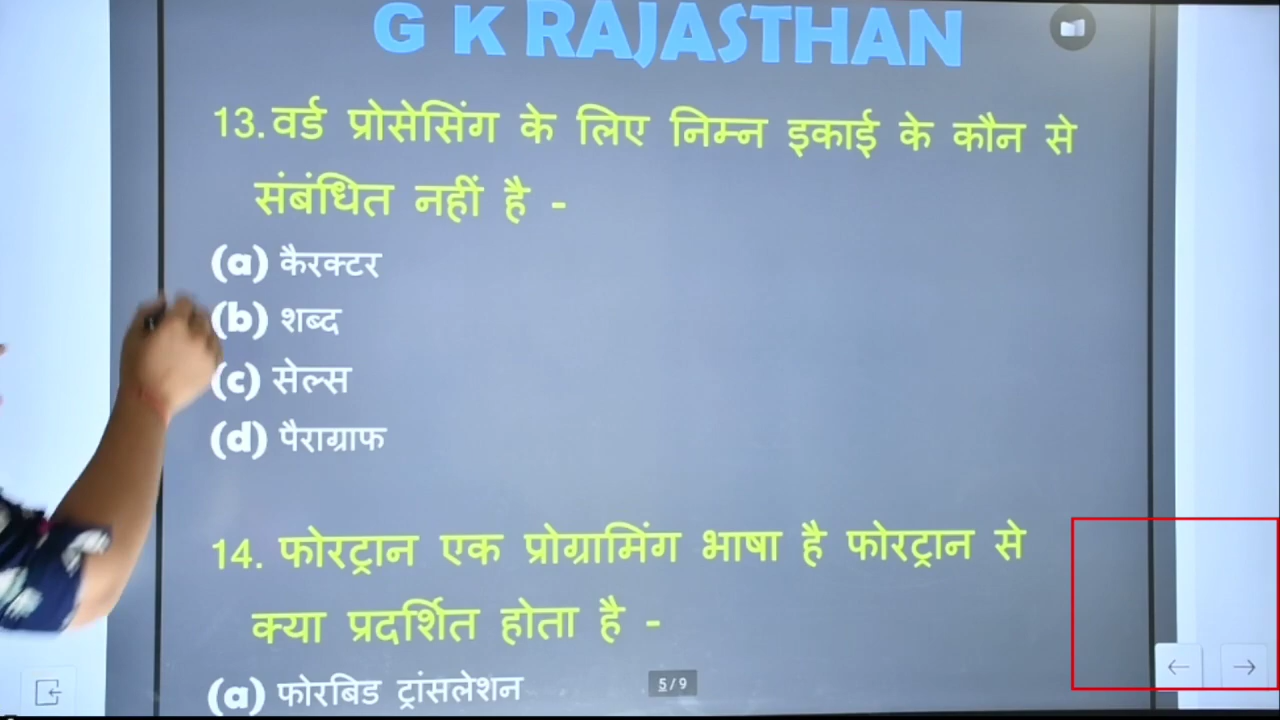 G K RAJASTHAN
13. वर्ड प्रोसेसिंग के लिए निम्न इकाई के कौन से
संबंधित नहीं है -
(a) कैरक्टर
(b) शब्द
(c) सेल्स
(d) पैराग्राफ
14. फोरट्रान एक प्रोग्रामिंग भाषा है फोरट्रान से
क्या प्रदर्शित होता है -
(a) फोरबिड ट्रांसलेशन
5/9